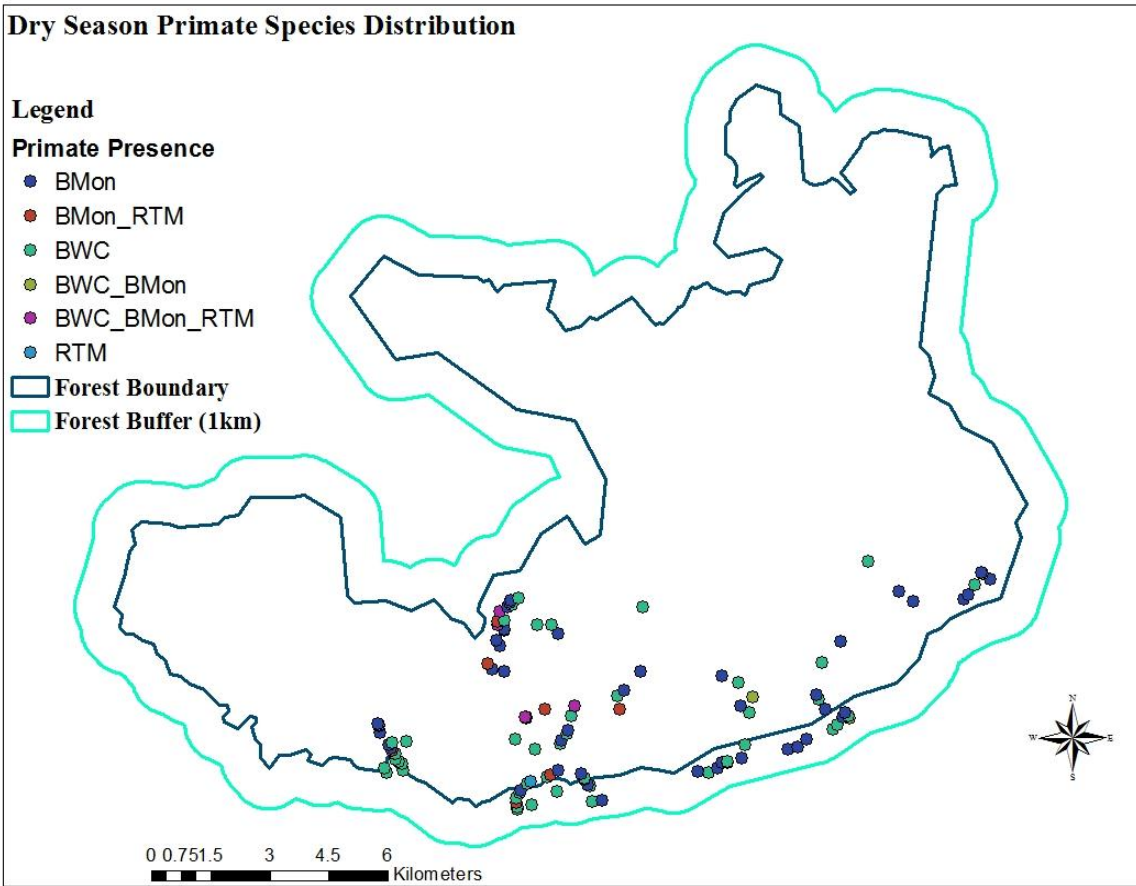 Dry Season Primate Species Distribution
Legend
Primate Presence
BMon
BMon_RTM
BWC
BWC_BMon
BWC_BMon_RTM
RTM
Forest Boundary
Forest Buffer (1km)
N
W E
S
0 0.751.5 3 4.5 6
Kilometers